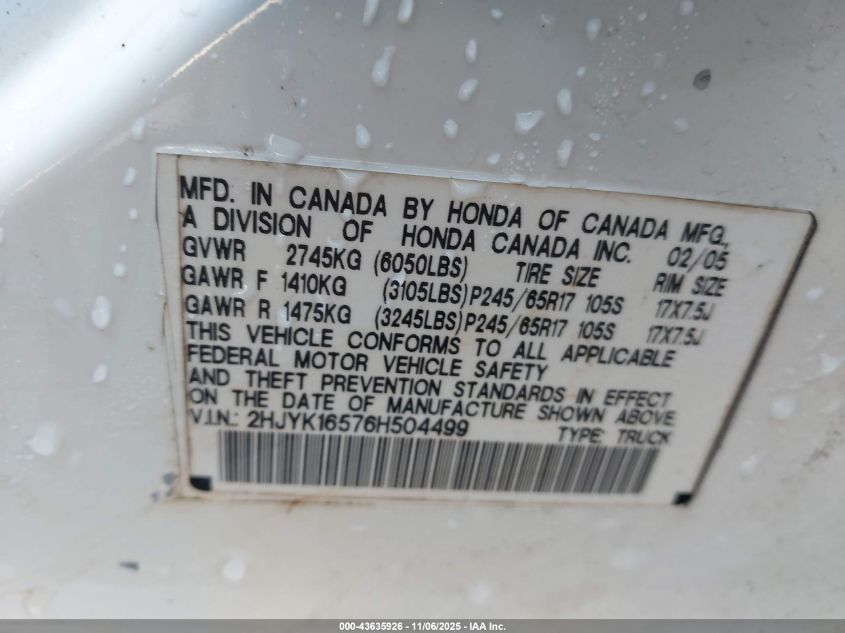 MFD. IN CANADA BY HONDA OF CANADA MFG.,
A DIVISION OF HONDA CANADA INC. 02/05
GVWR 2745KG (6050LBS) TIRE SIZE RIM SIZE
GAWR F 1410KG (3105LBS) P245/65R17 105S 17X7.5J
GAWR R 1475KG (3245LBS) P245/65R17 105S 17X7.5J
THIS VEHICLE CONFORMS TO ALL APPLICABLE
FEDERAL MOTOR VEHICLE SAFETY
AND THEFT PREVENTION STANDARDS IN EFFECT
ON THE DATE OF MANUFACTURE SHOWN ABOVE
V.I.N.: 2HJYK16576H504499 TYPE: TRUCK
000-43635926 - 11/06/2025 - IAA Inc.